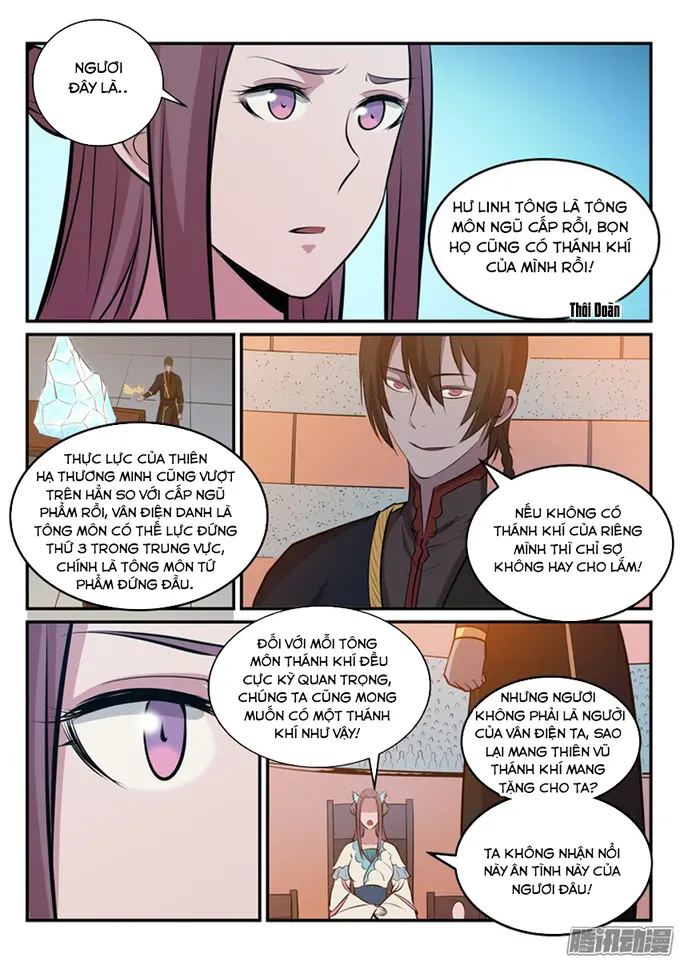 NGƯƠI
ĐÂY LÀ..
HƯ LINH TÔNG LÀ TÔNG
MÔN NGŨ CẤP RỒI, BỌN
HỌ CŨNG CÓ THÁNH KHÍ
CỦA MÌNH RỒI!
Thôi Doãn
THỰC LỰC CỦA THIÊN
HẠ THƯƠNG MINH CŨNG VƯỢT
TRÊN HẲN SO VỚI CẤP NGŨ
PHẨM RỒI, VÂN ĐIỆN DANH LÀ
TÔNG MÔN CÓ THẾ LỰC ĐỨNG
THỨ 3 TRONG TRUNG VỰC,
CHÍNH LÀ TÔNG MÔN TỨ
PHẨM ĐỨNG ĐẦU.
NẾU KHÔNG CÓ
THÁNH KHÍ CỦA RIÊNG
MÌNH THÌ CHỈ SỢ
KHÔNG HAY CHO LẮM!
ĐỐI VỚI MỖI TÔNG
MÔN THÁNH KHÍ ĐỀU
CỰC KỲ QUAN TRỌNG,
CHÚNG TA CŨNG MONG
MUỐN CÓ MỘT THÁNH
KHÍ NHƯ VẬY!
NHƯNG NGƯƠI
KHÔNG PHẢI LÀ NGƯỜI
CỦA VÂN ĐIỆN TA, SAO
LẠI MANG THIÊN VŨ
THÁNH KHÍ MANG
TẶNG CHO TA?
TA KHÔNG NHẬN NỔI
NÀY ÂN TÌNH NÀY CỦA
NGƯƠI ĐÂU!
腾讯动漫